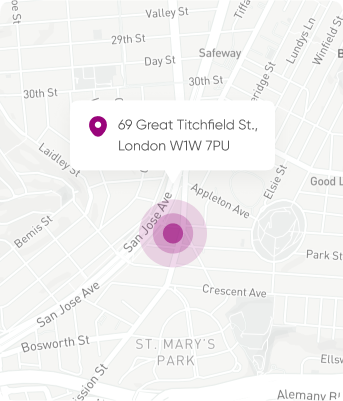 Valley St
29th St
Day St
Safeway
Lundys Ln
Winfield St
30th St
30th St
69 Great Titchfield St.,
London W1W 7PU
Laidley St
Appleton Ave
Elsie St
Good L
San Jose Ave
Bemis St
Park St
San Jose Ave
Crescent Ave
Bosworth St
ST. MARY'S
PARK
Ellsw
Alemany Bl
ission St